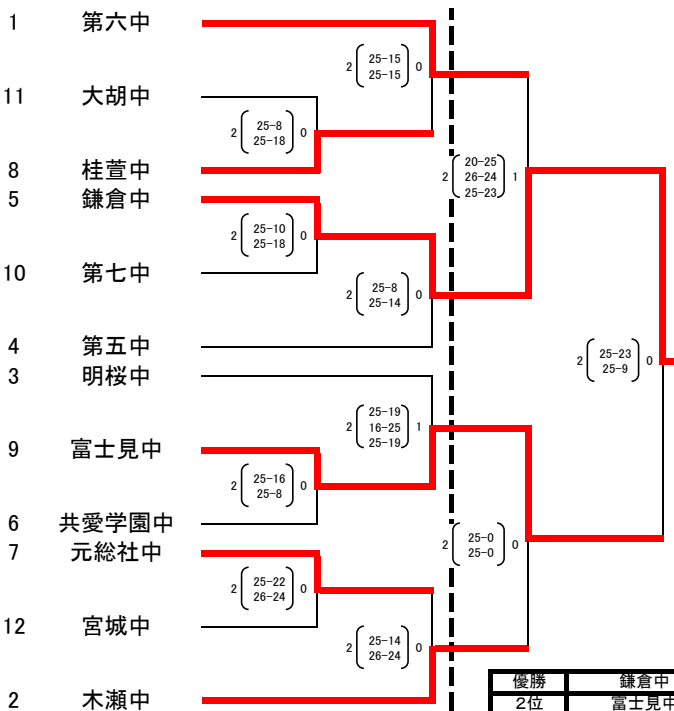 1 第六中
2 25-15 0
25-15
11 大胡中
2 25-8 0
25-18
8 桂萱中
2 20-25 1
26-24
25-23
5 鎌倉中
2 25-10 0
25-18
10 第七中
2 25-8 0
25-14
4 第五中
2 25-23 0
25-9
3 明桜中
2 25-19 1
16-25
25-19
9 富士見中
2 25-16 0
25-8
6 共愛学園中
2 25-0 0
25-0
7 元総社中
2 25-22 0
26-24
12 宮城中
2 25-14 0
26-24
優勝 鎌倉中
2位 富士見中
2 木瀬中